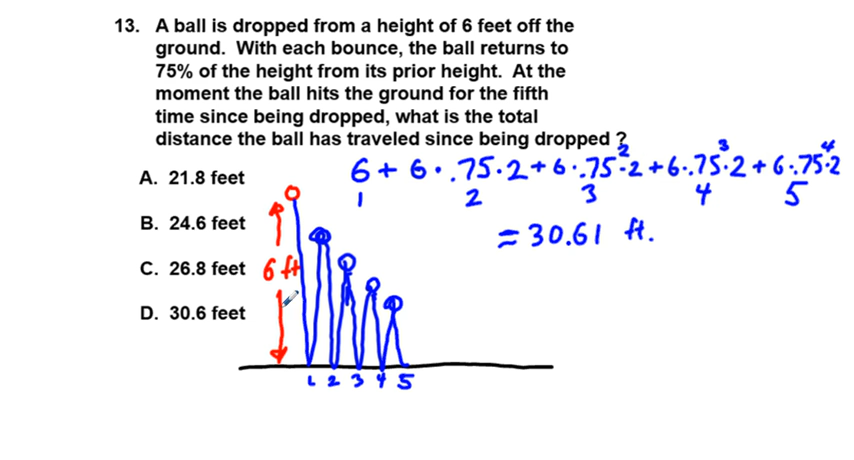 13. A ball is dropped from a height of 6 feet off the
ground. With each bounce, the ball returns to
75% of the height from its prior height. At the
moment the ball hits the ground for the fifth
time since being dropped, what is the total
distance the ball has traveled since being dropped ?
6 + 6 · .75 · 2 + 6 · .75² · 2 + 6 · .75³ · 2 + 6 · .75⁴ · 2
1 2 3 4 5
= 30.61 ft.
A. 21.8 feet
B. 24.6 feet
C. 26.8 feet
D. 30.6 feet
6 ft
1 2 3 4 5